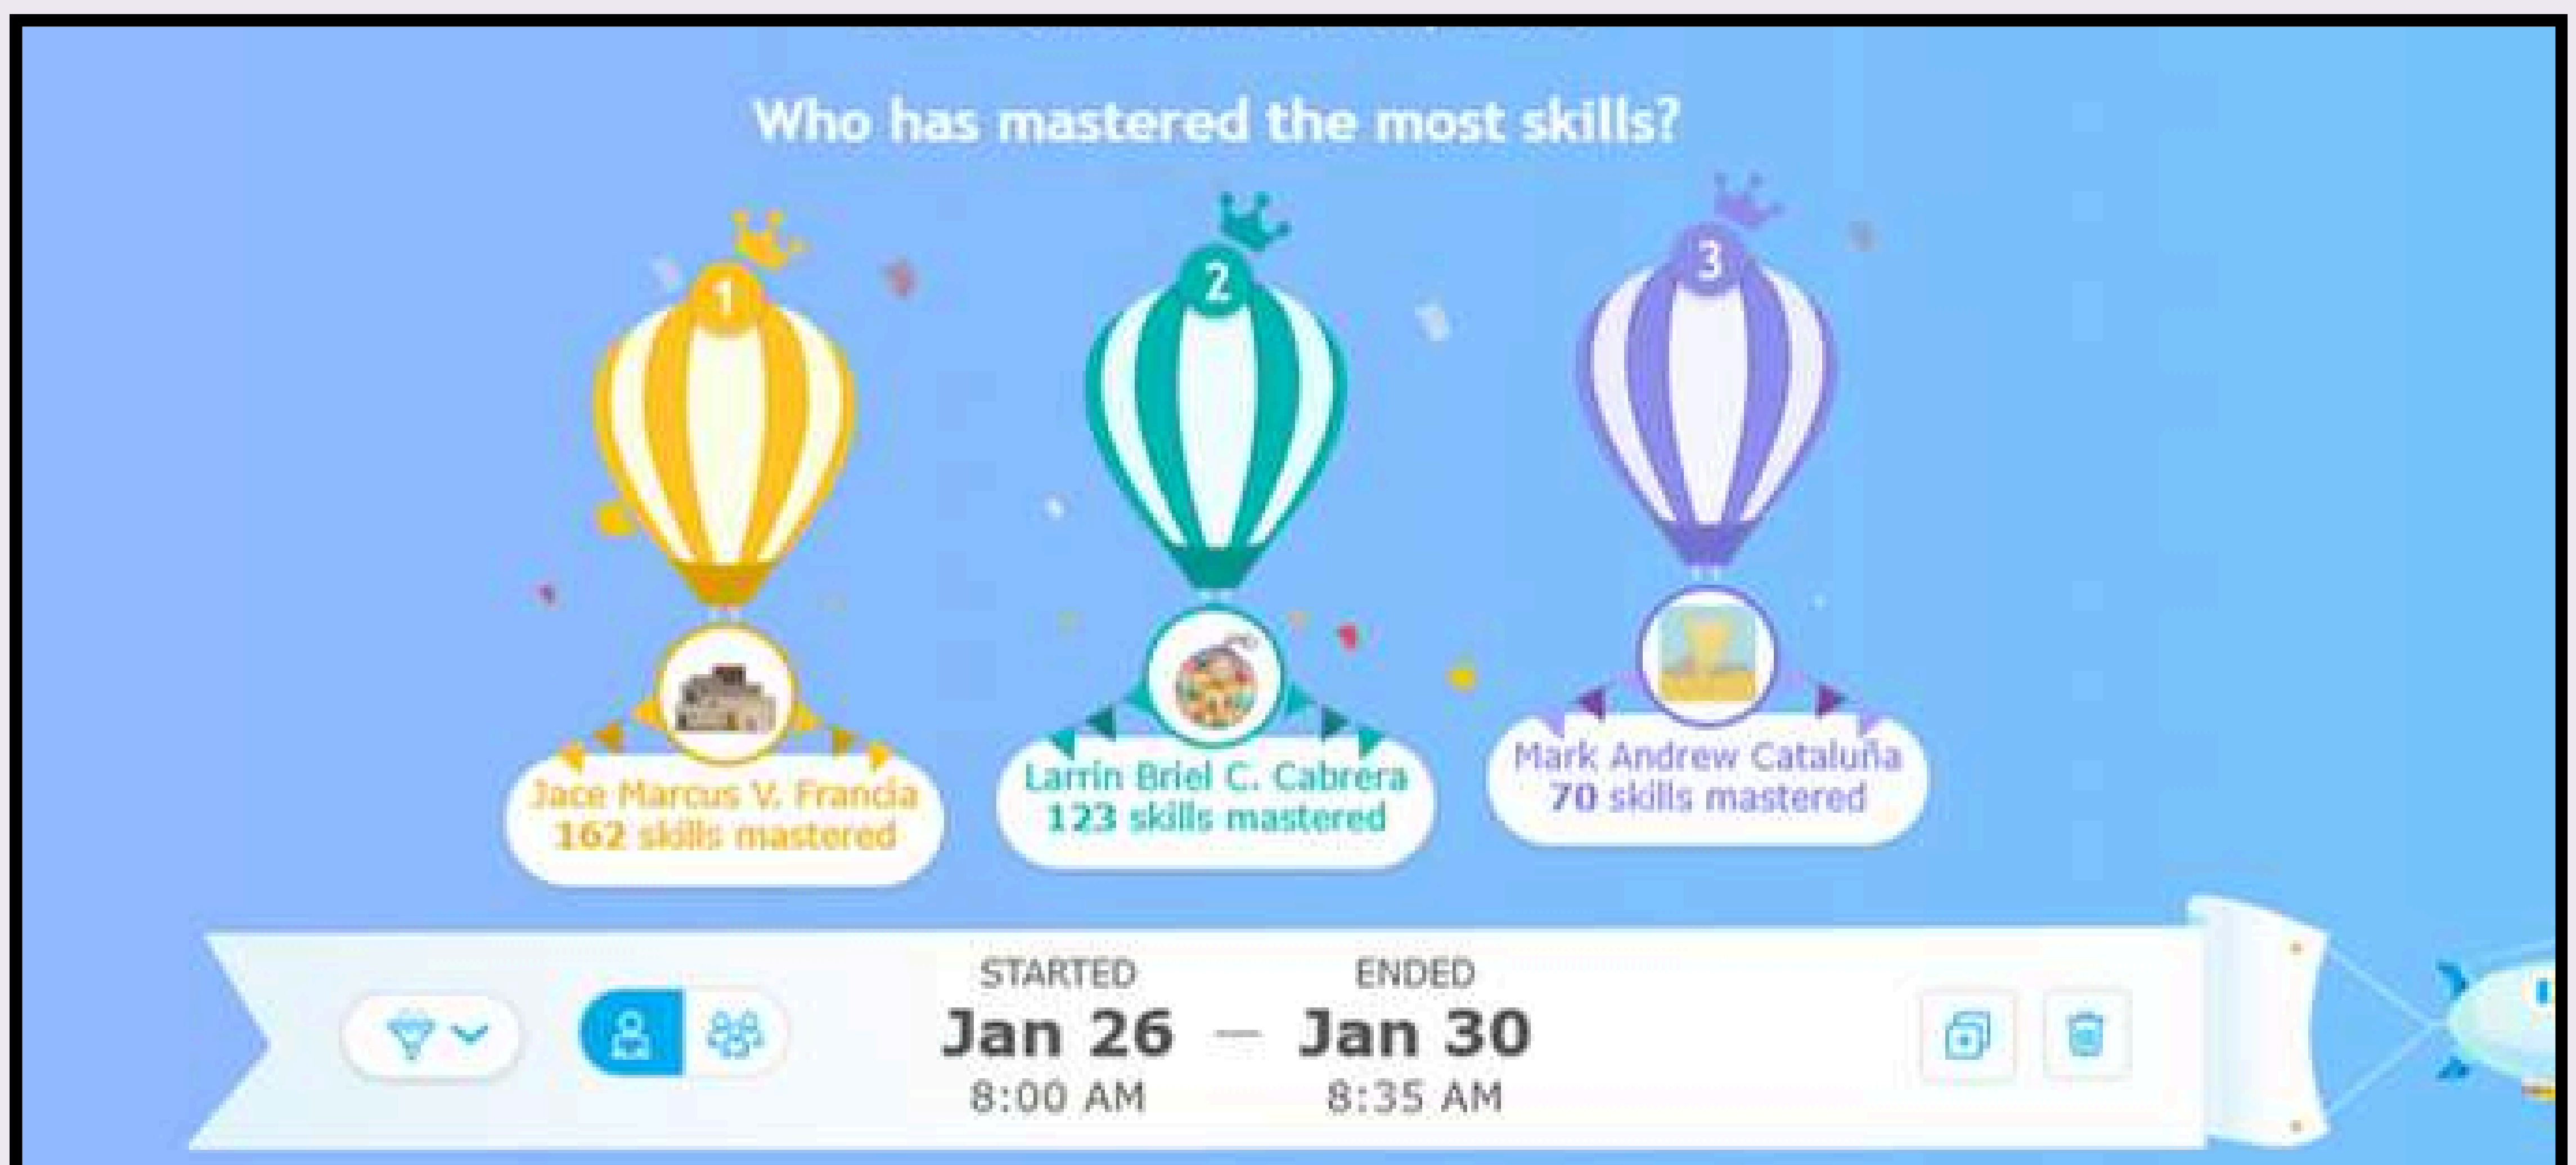 Who has mastered the most skills?
1
2
3
Jace Marcus V. Francia
162 skills mastered
Larrin Briel C. Cabrera
123 skills mastered
Mark Andrew Cataluña
70 skills mastered
STARTED
ENDED
Jan 26 — Jan 30
8:00 AM
8:35 AM